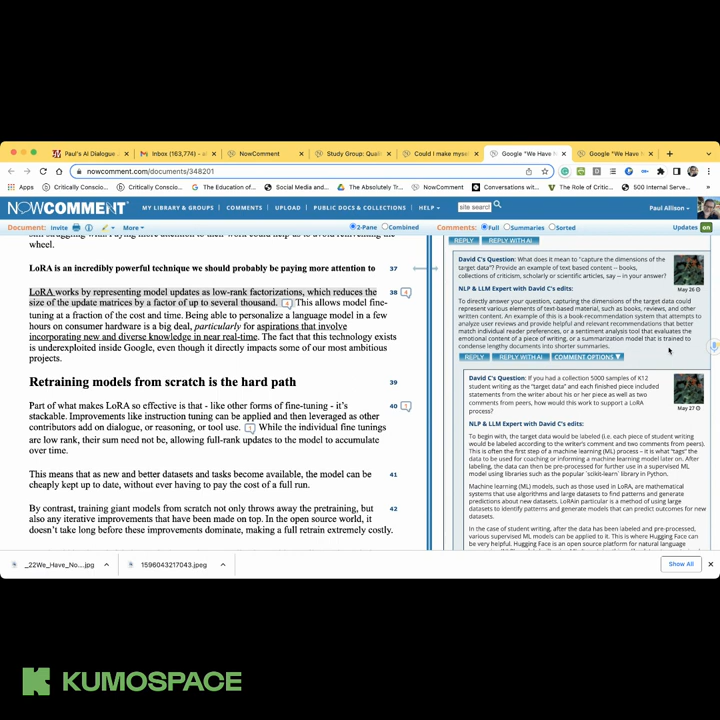 Paul's AI Dialogue
Inbox (163,774) - al
NowComment
Study Group: Quali
Could I make myse
Google "We Have N
Google "We Have N
nowcomment.com/documents/348201
Apps
Critically Conscio...
Critically Conscio...
The Education of...
Social Media and...
The Absolutely Tr...
NowComment
Conversations wit...
The Role of Critic...
500 Internal Serve...
NOWCOMMENT
MY LIBRARY & GROUPS
COMMENTS
UPLOAD
PUBLIC DOCS & COLLECTIONS
HELP
site search
Paul Allison
Document: Invite
More
2-Pane
Combined
Comments:
Full
Summaries
Sorted
Updates
on
wheel.
LoRA is an incredibly powerful technique we should probably be paying more attention to 37
LoRA works by representing model updates as low-rank factorizations, which reduces the 38
size of the update matrices by a factor of up to several thousand. This allows model fine-
tuning at a fraction of the cost and time. Being able to personalize a language model in a few
hours on consumer hardware is a big deal, particularly for aspirations that involve
incorporating new and diverse knowledge in near real-time. The fact that this technology exists
is underexploited inside Google, even though it directly impacts some of our most ambitious
projects.
Retraining models from scratch is the hard path 39
Part of what makes LoRA so effective is that - like other forms of fine-tuning - it's 40
stackable. Improvements like instruction tuning can be applied and then leveraged as other
contributors add on dialogue, or reasoning, or tool use. While the individual fine tunings
are low rank, their sum need not be, allowing full-rank updates to the model to accumulate
over time.
This means that as new and better datasets and tasks become available, the model can be 41
cheaply kept up to date, without ever having to pay the cost of a full run.
By contrast, training giant models from scratch not only throws away the pretraining, but 42
also any iterative improvements that have been made on top. In the open source world, it
doesn't take long before these improvements dominate, making a full retrain extremely costly.
REPLY
REPLY WITH AI
David C's Question: What does it mean to "capture the dimensions of the
target data"? Provide an example of text based content -- books,
collections of criticism, scholarly or scientific articles, say -- in your answer?
May 26
NLP & LLM Expert with David C's edits:
To directly answer your question, capturing the dimensions of the target data could
represent various elements of text-based material, such as books, reviews, and other
written content. An example of this is a book-recommendation system that attempts to
analyze user reviews and provide helpful and relevant recommendations that better
match individual reader preferences, or a sentiment analysis tool that evaluates the
emotional content of a piece of writing, or a summary model that is trained to
condense lengthy documents into shorter summaries.
REPLY
REPLY WITH AI
COMMENT OPTIONS
David C's Question: If you had a collection 5000 samples of K12
student writing as the "target data" and each finished piece included
statements from the writer about his or her piece as well as two
comments from peers, how would this work to support a LoRA
process?
May 27
NLP & LLM Expert with David C's edits:
To begin with, the target data would be labeled (i.e. each piece of student writing
would be labeled according to the writer's comment and two comments from peers).
This is often the first step of a machine learning (ML) process – it is what "tags" the
data to be used for coaching or informing a machine learning model later on. After
labeling, the data can then be pre-processed for further use in a supervised ML
model using libraries such as the popular `scikit-learn` library in Python.
Machine learning (ML) models, such as those used in LoRA, are mathematical
systems that use algorithms and large datasets to find patterns and generate
predictions about new datasets. LoRAin particular is a method of using large
datasets to identify patterns and generate models that can predict outcomes for new
datasets.
In the case of student writing, after the data has been labeled and pre-processed,
various ML models can be applied to it. This is where Hugging Face can
be very helpful. Hugging Face is an open source platform for natural language
_22We_Have_No....jpg
1596043217043.jpeg
Show All
KUMOSPACE